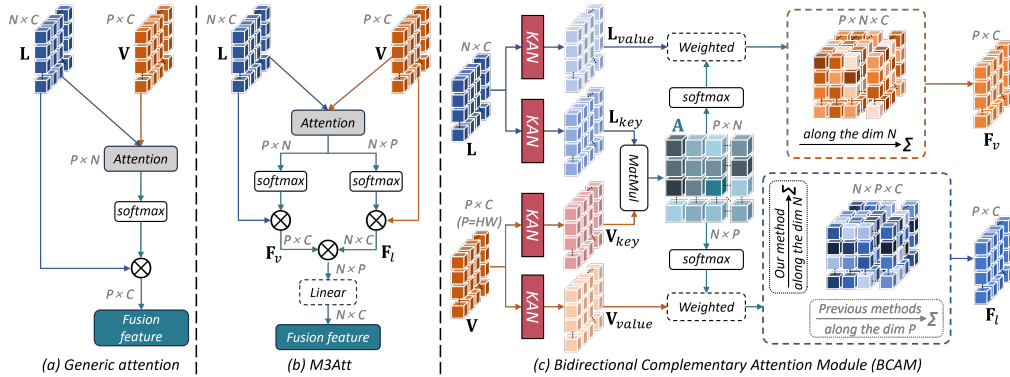 N × C
P × C
L
V
Attention
P × N
softmax
P × C
Fusion
feature
(a) Generic attention
N × C
P × C
L
V
Attention
P × N
N × P
softmax
softmax
F_v
P × C
N × C
F_l
N × P
Linear
N × C
Fusion feature
(b) M3Att
N × C
L
KAN
L_value
KAN
L_key
P × C
(P=HW)
V
KAN
V_key
KAN
V_value
MatMul
Weighted
softmax
A
P × N
N × P
softmax
Weighted
P × N × C
along the dim N
Σ
P × C
F_v
Our method
along the dim N
Σ
N × P × C
Previous methods
along the dim P
Σ
P × C
F_l
(c) Bidirectional Complementary Attention Module (BCAM)